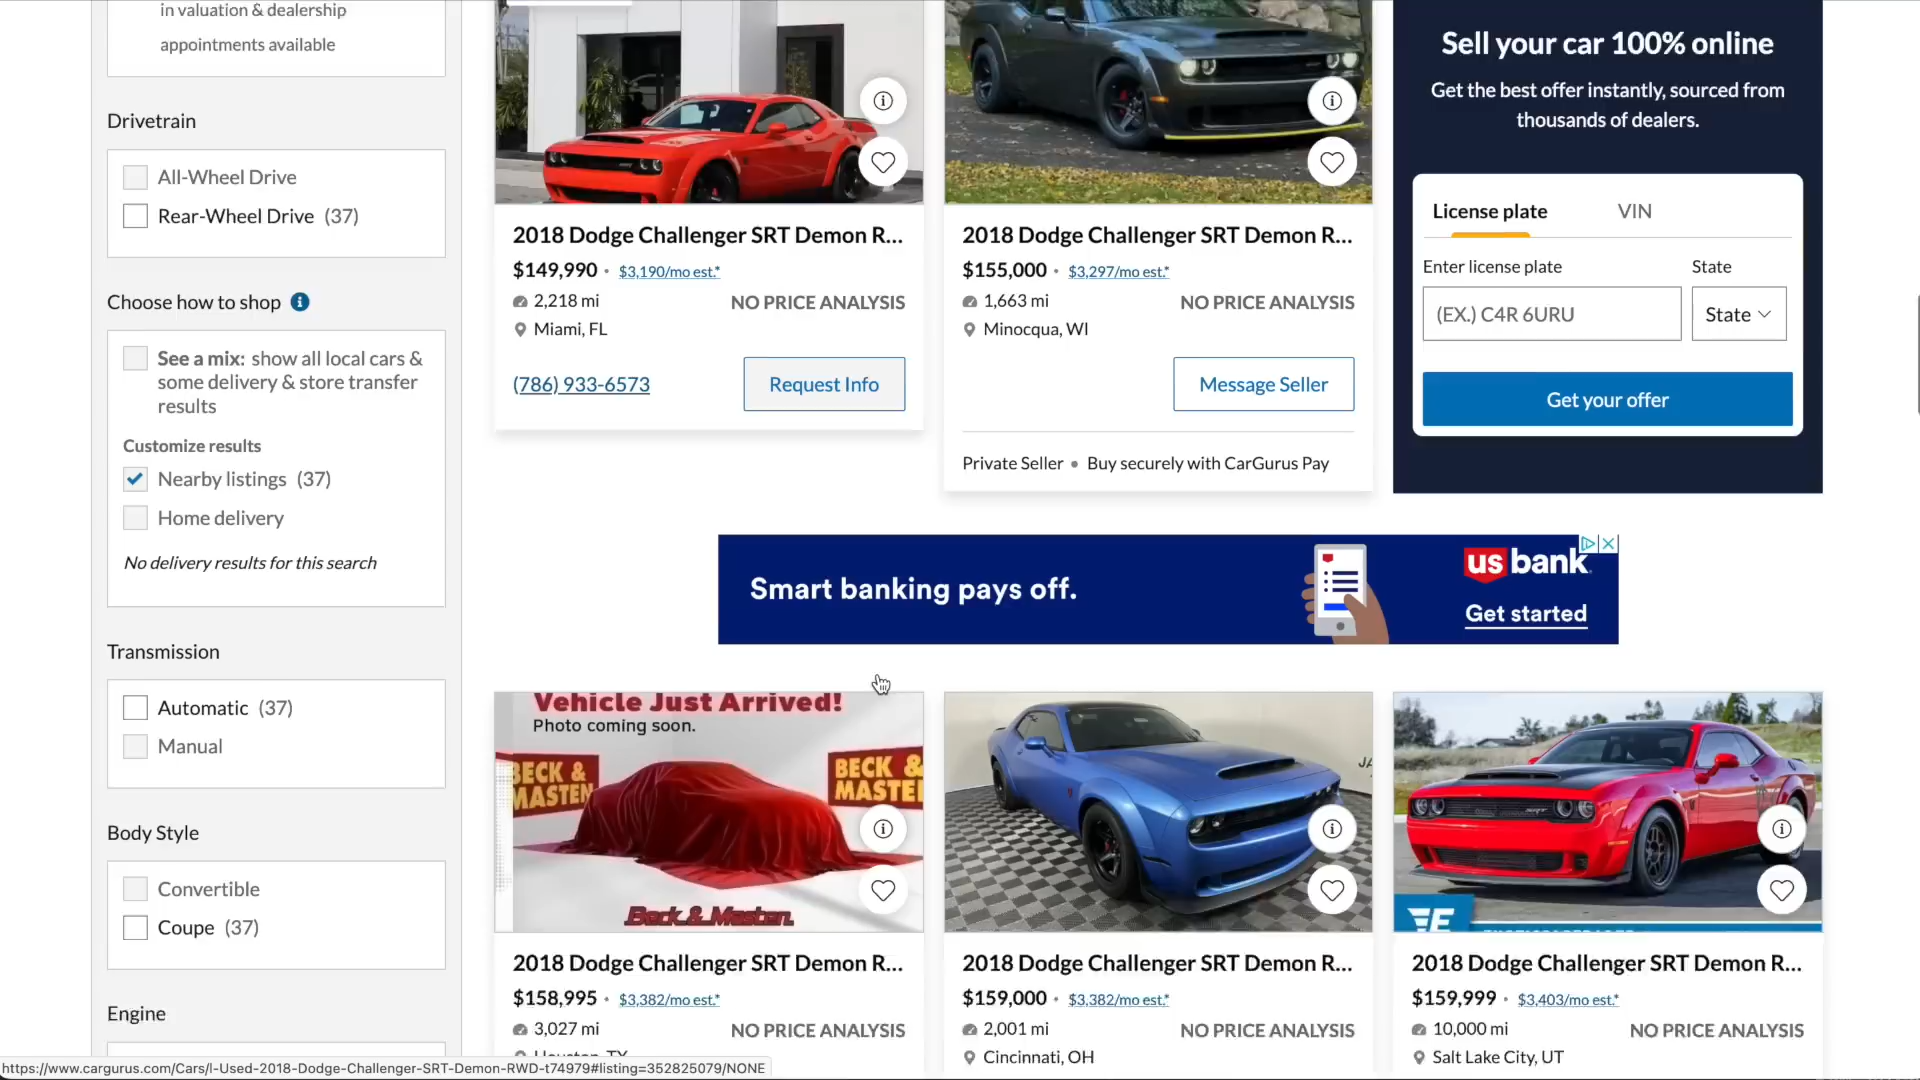 in valuation & dealership
appointments available
Drivetrain
All-Wheel Drive
Rear-Wheel Drive (37)
Choose how to shop
See a mix: show all local cars &
some delivery & store transfer
results
Customize results
Nearby listings (37)
Home delivery
No delivery results for this search
Transmission
Automatic (37)
Manual
Body Style
Convertible
Coupe (37)
Engine
2018 Dodge Challenger SRT Demon R...
$149,990 • $3,190/mo est.*
2,218 mi
NO PRICE ANALYSIS
Miami, FL
(786) 933-6573
Request Info
2018 Dodge Challenger SRT Demon R...
$155,000 • $3,297/mo est.*
1,663 mi
NO PRICE ANALYSIS
Minocqua, WI
Message Seller
Private Seller • Buy securely with CarGurus Pay
Sell your car 100% online
Get the best offer instantly, sourced from
thousands of dealers.
License plate
VIN
Enter license plate
State
(EX.) C4R 6URU
State
Get your offer
Smart banking pays off.
us bank
Get started
Vehicle Just Arrived!
Photo coming soon.
BECK &
MASTEN
BECK &
MASTE
Beck & Masten.
2018 Dodge Challenger SRT Demon R...
$158,995 • $3,382/mo est.*
3,027 mi
NO PRICE ANALYSIS
Houston, TX
JA
2018 Dodge Challenger SRT Demon R...
$159,000 • $3,382/mo est.*
2,001 mi
NO PRICE ANALYSIS
Cincinnati, OH
2018 Dodge Challenger SRT Demon R...
$159,999 • $3,403/mo est.*
10,000 mi
NO PRICE ANALYSIS
Salt Lake City, UT
https://www.cargurus.com/Cars/l-Used-2018-Dodge-Challenger-SRT-Demon-RWD-t74979#listing=352825079/NONE